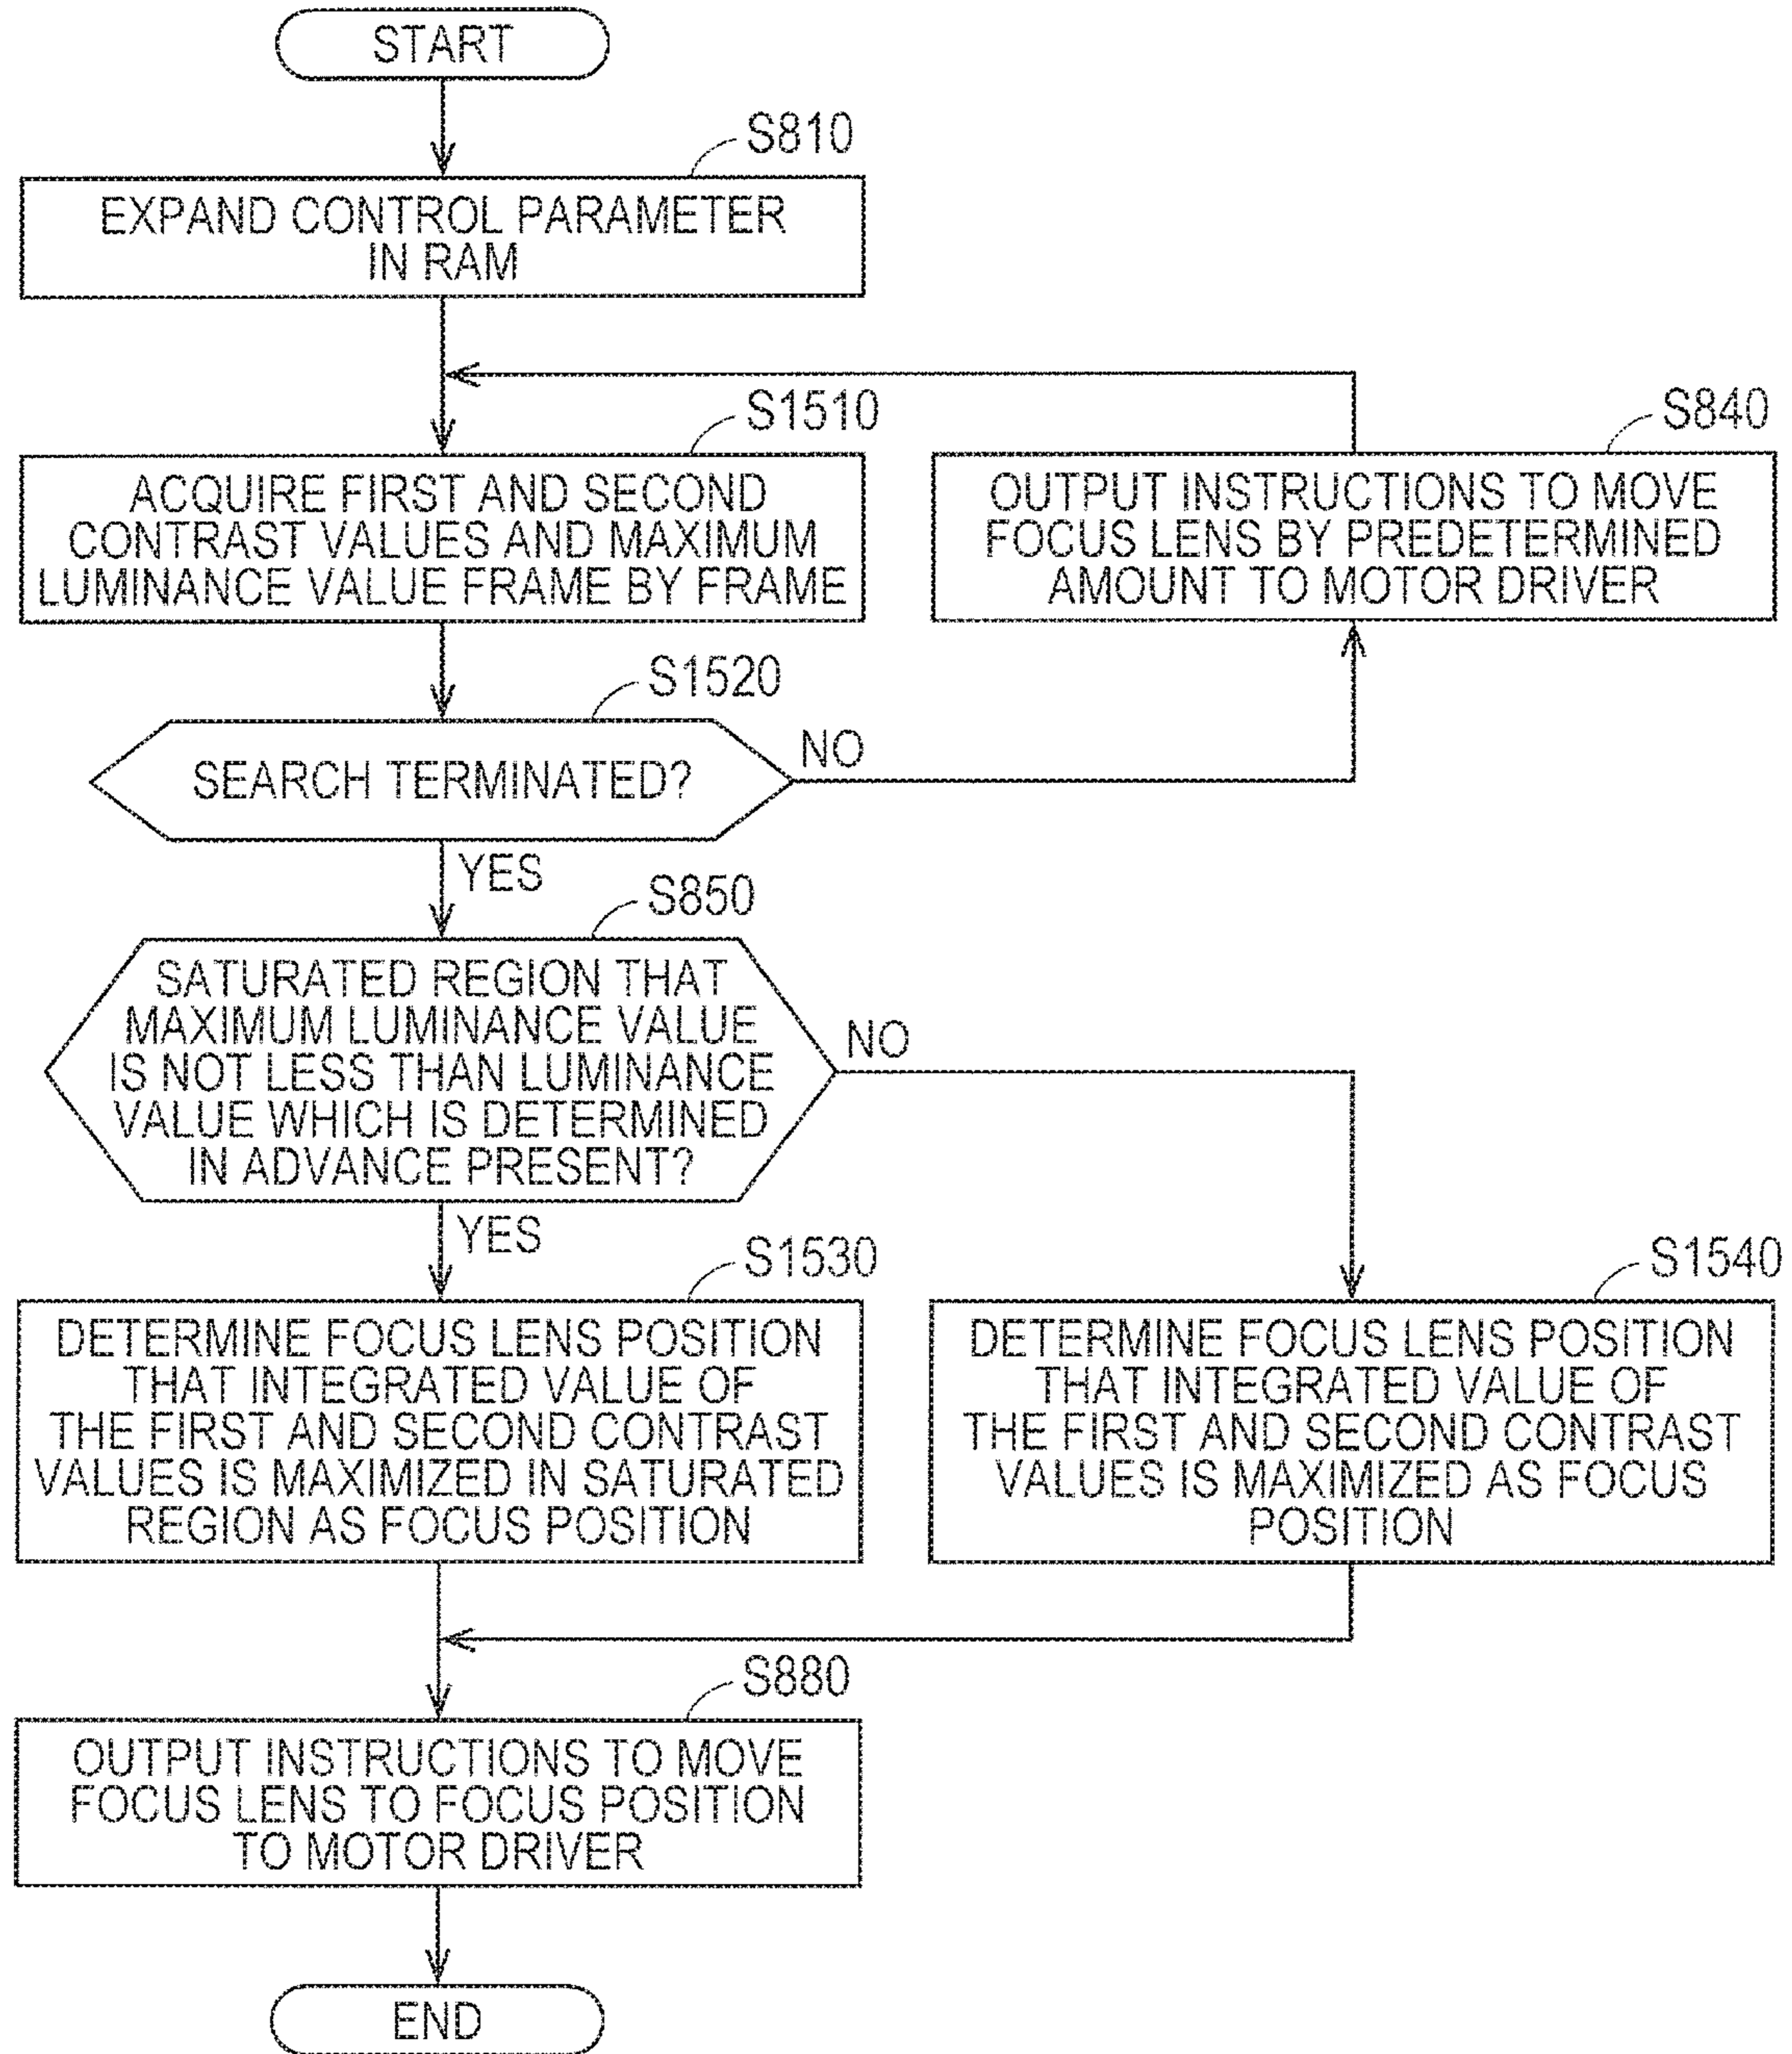 START
S810
EXPAND CONTROL PARAMETER
IN RAM
S1510
ACQUIRE FIRST AND SECOND
CONTRAST VALUES AND MAXIMUM
LUMINANCE VALUE FRAME BY FRAME
S840
OUTPUT INSTRUCTIONS TO MOVE
FOCUS LENS BY PREDETERMINED
AMOUNT TO MOTOR DRIVER
S1520
SEARCH TERMINATED?
NO
YES
S850
SATURATED REGION THAT
MAXIMUM LUMINANCE VALUE
IS NOT LESS THAN LUMINANCE
VALUE WHICH IS DETERMINED
IN ADVANCE PRESENT?
NO
YES
S1530
DETERMINE FOCUS LENS POSITION
THAT INTEGRATED VALUE OF
THE FIRST AND SECOND CONTRAST
VALUES IS MAXIMIZED IN SATURATED
REGION AS FOCUS POSITION
S1540
DETERMINE FOCUS LENS POSITION
THAT INTEGRATED VALUE OF
THE FIRST AND SECOND CONTRAST
VALUES IS MAXIMIZED AS FOCUS
POSITION
S880
OUTPUT INSTRUCTIONS TO MOVE
FOCUS LENS TO FOCUS POSITION
TO MOTOR DRIVER
END